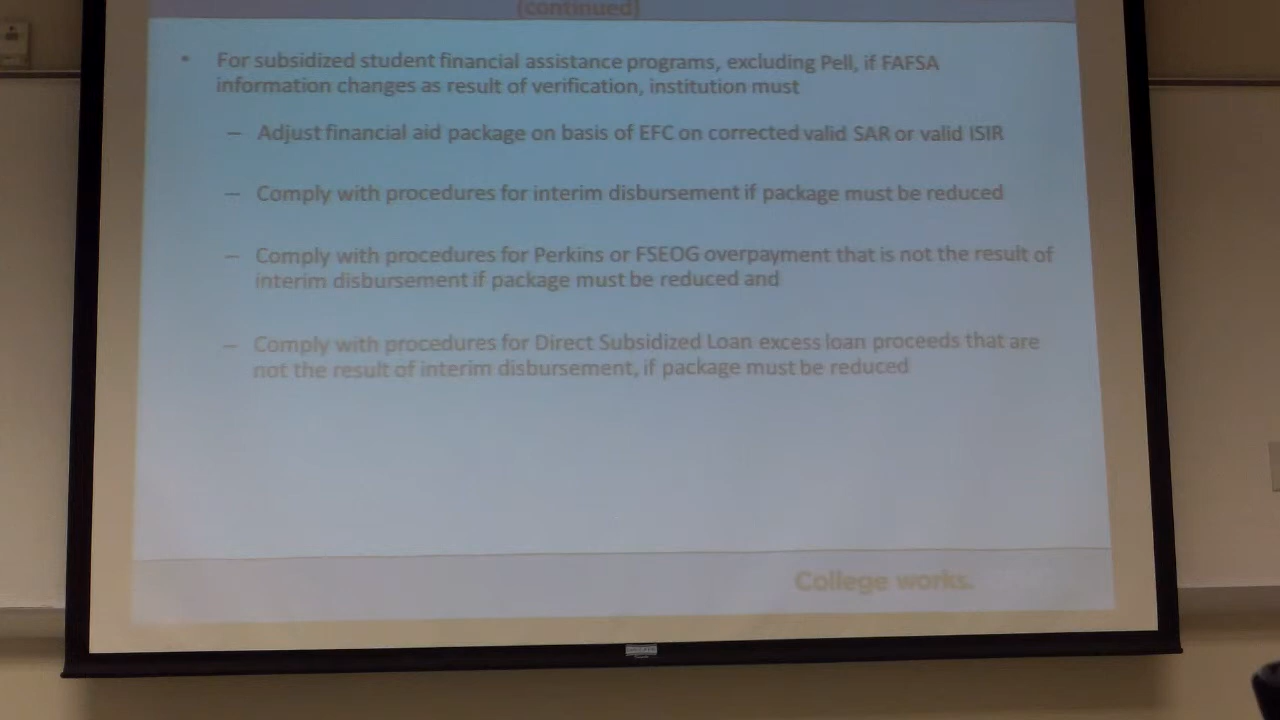 (continued)
• For subsidized student financial assistance programs, excluding Pell, if FAFSA
information changes as result of verification, institution must
– Adjust financial aid package on basis of EFC on corrected valid SAR or valid ISIR
– Comply with procedures for interim disbursement if package must be reduced
– Comply with procedures for Perkins or FSEOG overpayment that is not the result of
interim disbursement if package must be reduced and
– Comply with procedures for Direct Subsidized Loan excess loan proceeds that are
not the result of interim disbursement, if package must be reduced
College works.